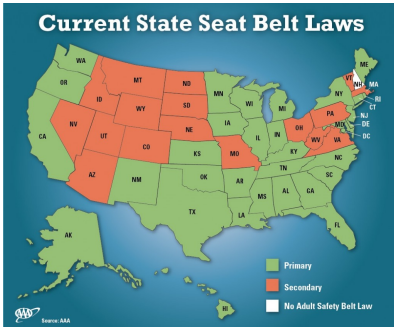 Current State Seat Belt Laws
WA
OR
CA
NV
ID
MT
WY
UT
AZ
CO
NM
ND
SD
NE
KS
OK
TX
MN
IA
MO
AR
LA
WI
IL
MI
IN
OH
KY
TN
MS
AL
GA
FL
SC
NC
VA
WV
PA
NY
VT
NH
ME
MA
RI
CT
NJ
DE
MD
DC
AK
HI
Primary
Secondary
No Adult Safety Belt Law
AAA
Source: AAA